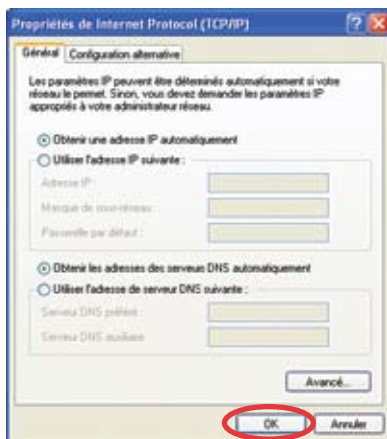 Propriétés de Internet Protocol (TCP/IP)
Général Configuration alternative
Les paramètres IP peuvent être déterminés automatiquement si votre
réseau le permet. Sinon, vous devez demander les paramètres IP
appropiés à votre administrateur réseau.
Obtenir une adresse IP automatiquement
Utiliser l'adresse IP suivante :
Adresse IP :
Masque de sous-réseau :
Passerelle par défaut :
Obtenir les adresses des serveurs DNS automatiquement
Utiliser l'adresse de serveur DNS suivante :
Serveur DNS préféré :
Serveur DNS auxiliaire :
Avancé...
OK Annuler